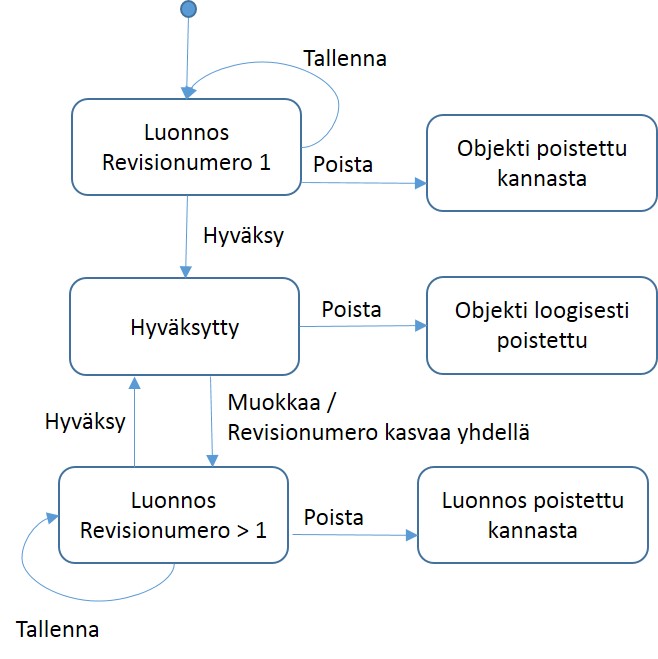 Tallenna
Luonnos
Revisionumero 1
Poista
Objekti poistettu
kannasta
Hyväksy
Hyväksytty
Poista
Objekti loogisesti
poistettu
Hyväksy
Muokkaa /
Revisionumero kasvaa yhdellä
Luonnos
Revisionumero > 1
Poista
Luonnos poistettu
kannasta
Tallenna